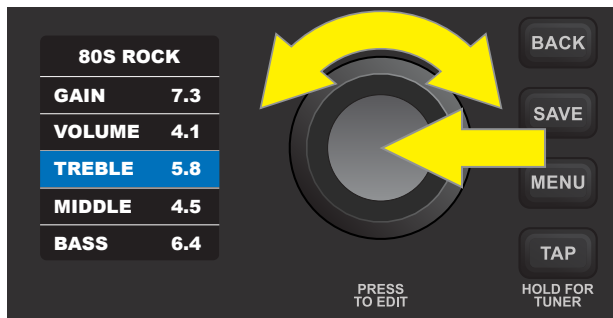 80S ROCK
GAIN 7.3
VOLUME 4.1
TREBLE 5.8
MIDDLE 4.5
BASS 6.4
PRESS
TO EDIT
BACK
SAVE
MENU
TAP
HOLD FOR
TUNER